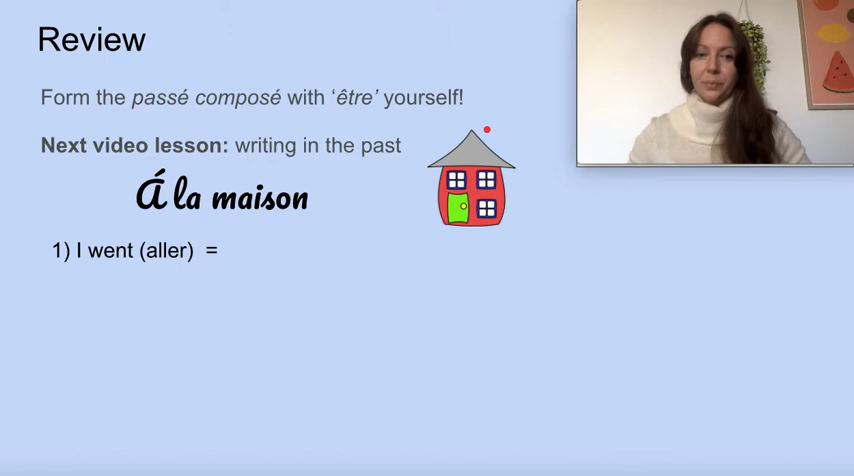 Review
Form the passé composé with ‘être’ yourself!
Next video lesson: writing in the past
Á la maison
1) I went (aller) =